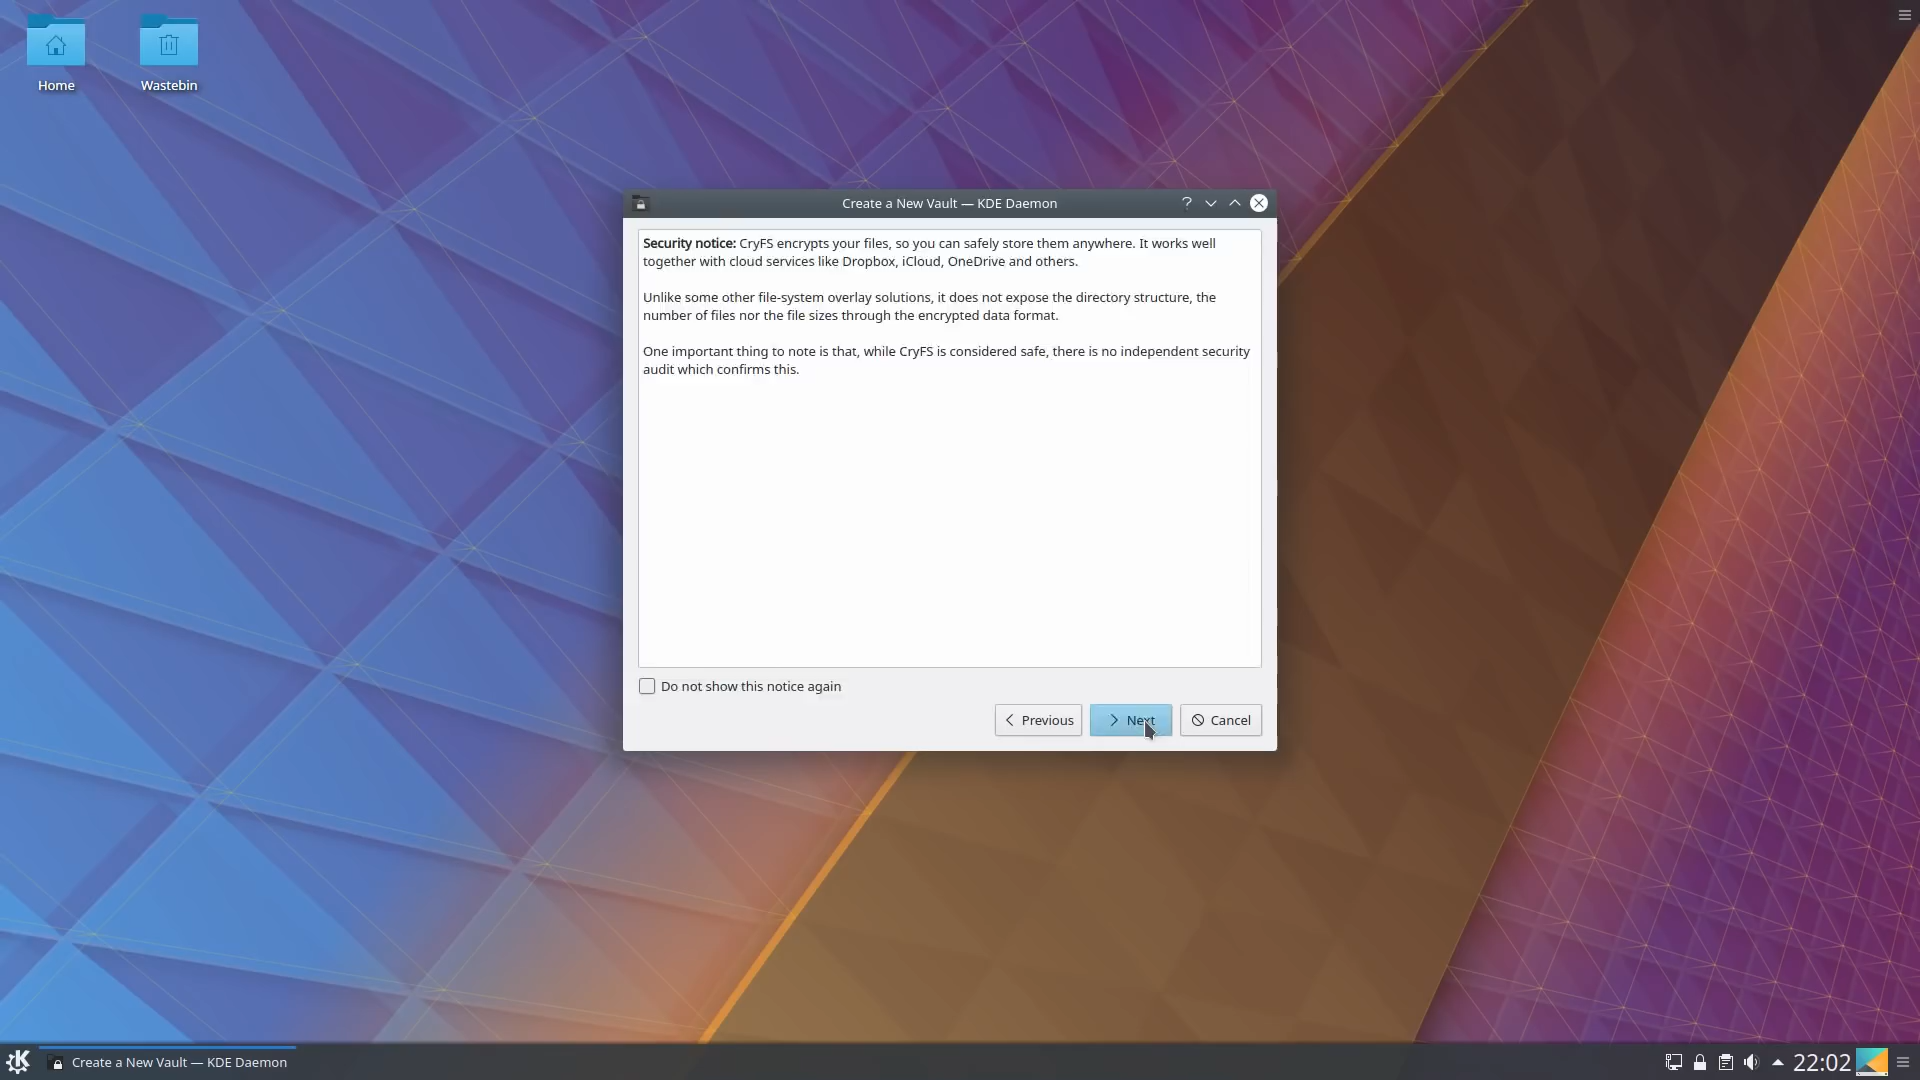 Home
Wastebin
Create a New Vault — KDE Daemon
Security notice: CryFS encrypts your files, so you can safely store them anywhere. It works well
together with cloud services like Dropbox, iCloud, OneDrive and others.
Unlike some other file-system overlay solutions, it does not expose the directory structure, the
number of files nor the file sizes through the encrypted data format.
One important thing to note is that, while CryFS is considered safe, there is no independent security
audit which confirms this.
Do not show this notice again
Previous
Next
Cancel
Create a New Vault — KDE Daemon
22:02